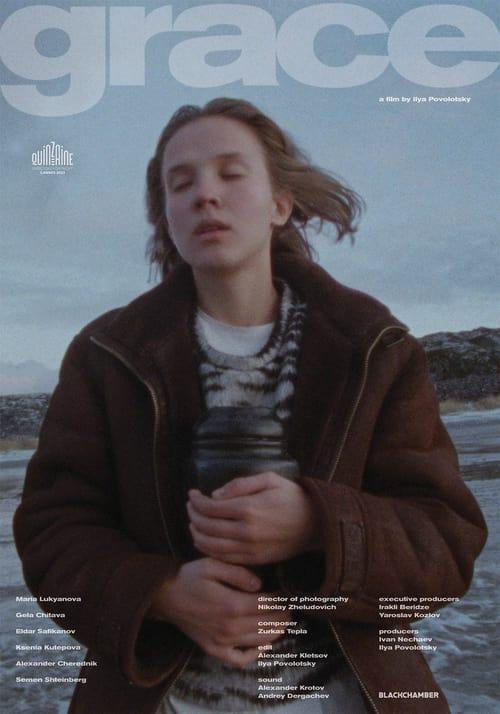 grace
a film by Ilya Povolotsky
QUINZAINE
CANNES 2023
Maria Lukyanova
Gela Chitava
Eldar Safikanov
Ksenia Kutepova
Alexander Cherednik
Semen Shteinberg
director of photography
Nikolay Zheludovich
composer
Zurkas Tepla
edit
Alexander Kletsov
Ilya Povolotsky
sound
Alexander Krotov
Andrey Dergachev
executive producers
Irakli Beridze
Yaroslav Kozlov
producers
Ivan Nechaev
Ilya Povolotsky
BLACKCHAMBER